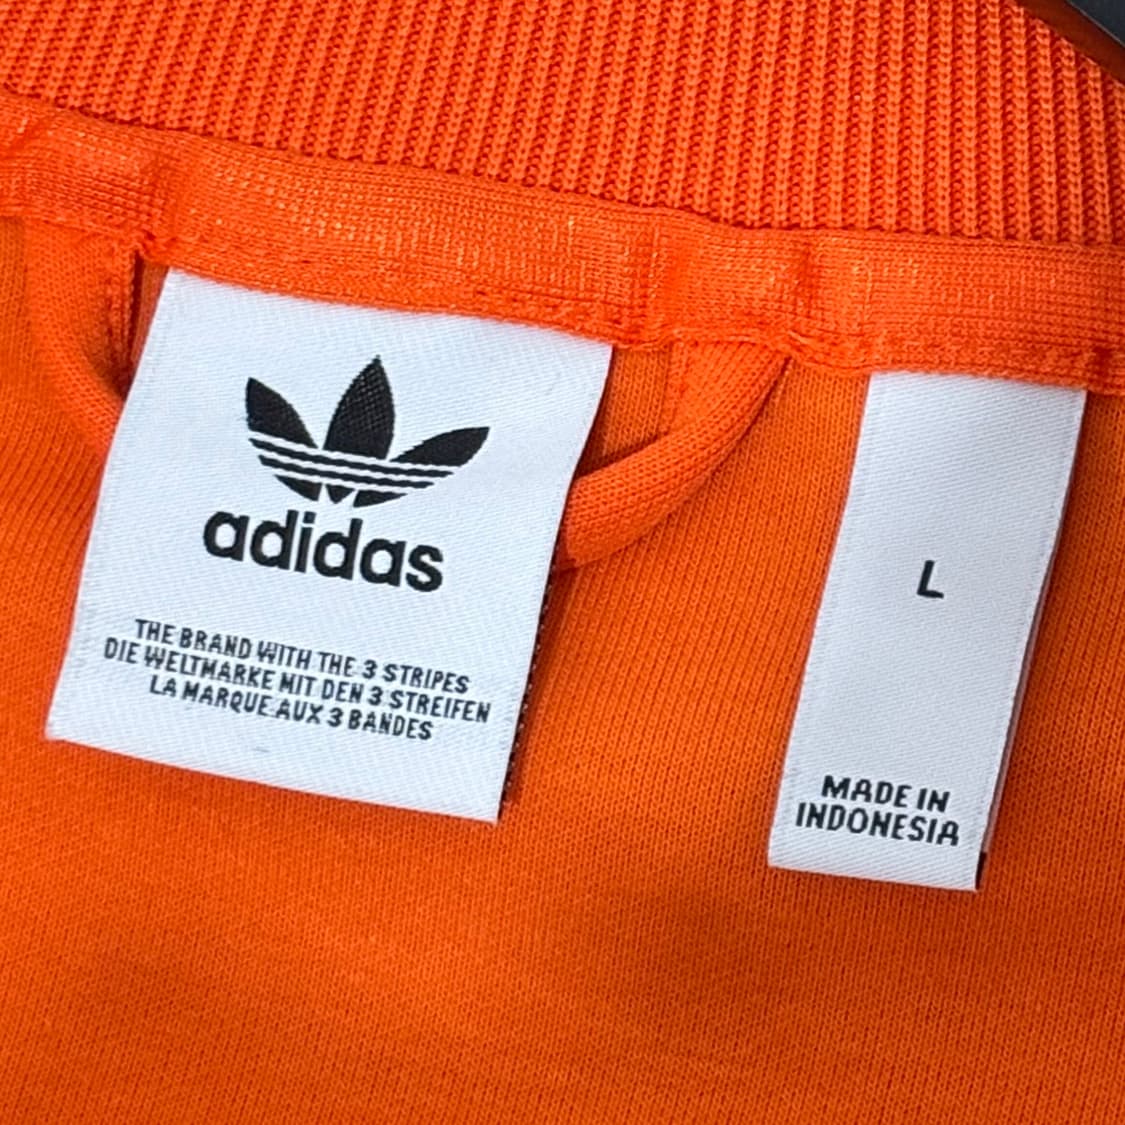 adidas
THE BRAND WITH THE 3 STRIPES
DIE WELTMARKE MIT DEN 3 STREIFEN
LA MARQUE AUX 3 BANDES
L
MADE IN
INDONESIA